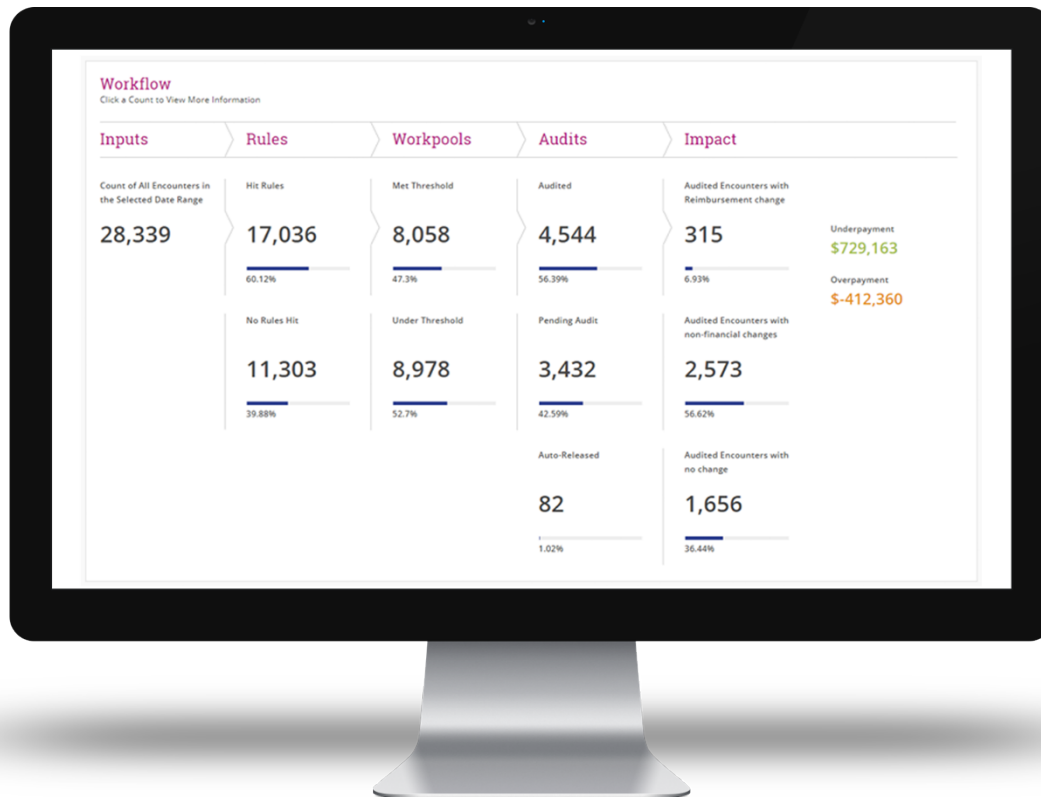 Workflow
Click a Count to View More Information
Inputs
Rules
Workpools
Audits
Impact
Count of All Encounters in
the Selected Date Range
28,339
Hit Rules
17,036
60.12%
No Rules Hit
11,303
39.88%
Met Threshold
8,058
47.3%
Under Threshold
8,978
52.7%
Audited
4,544
56.39%
Pending Audit
3,432
42.59%
Auto-Released
82
1.02%
Audited Encounters with
Reimbursement change
315
6.93%
Audited Encounters with
non-financial changes
2,573
56.62%
Audited Encounters with
no change
1,656
36.44%
Underpayment
$729,163
Overpayment
$-412,360